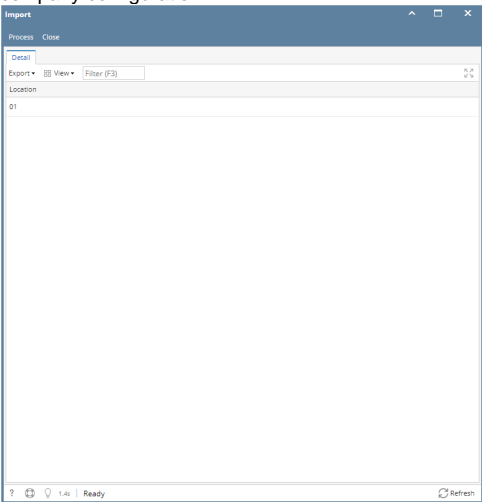 Import
Process Close
Detail
Export View Filter (F3)
Location
01
? 1.4s Ready Refresh